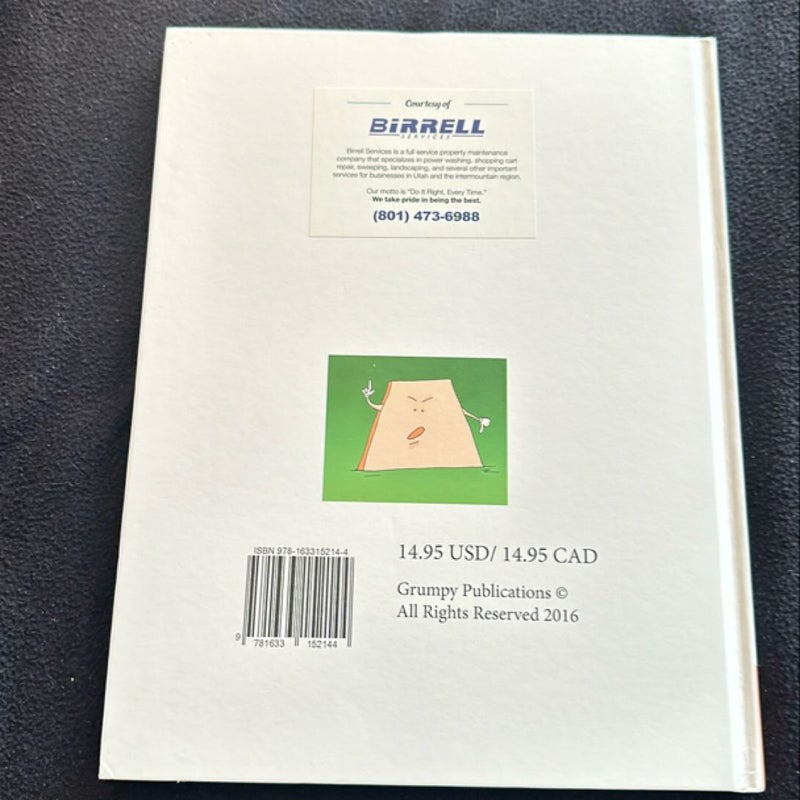 Courtesy of
BiRRELL
SERVICES
Birrell Services is a full service property maintenance
company that specializes in power washing, shopping cart
repair, sweeping, landscaping, and several other important
services for businesses in Utah and the intermountain region.
Our motto is "Do It Right, Every Time."
We take pride in being the best.
(801) 473-6988
ISBN 978-163315214-4
9 781633 152144
14.95 USD/ 14.95 CAD
Grumpy Publications ©
All Rights Reserved 2016